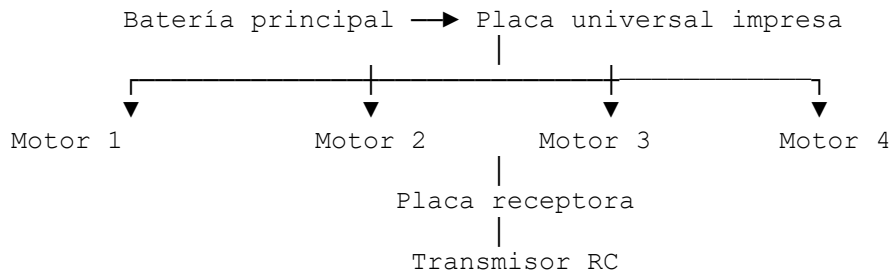 Batería principal ──► Placa universal impresa
Motor 1 Motor 2 Motor 3 Motor 4
Placa receptora
Transmisor RC